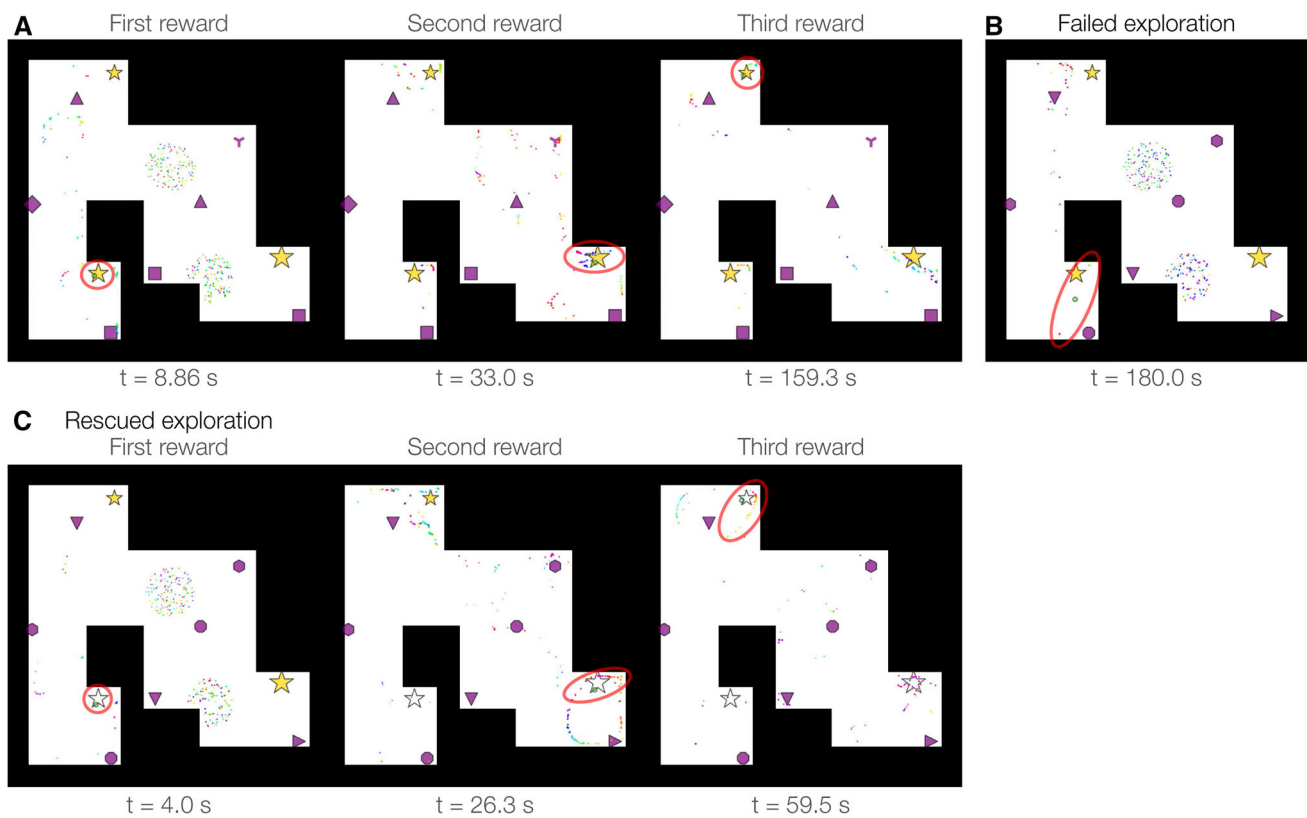 A
First reward
Second reward
Third reward
t = 8.86 s
t = 33.0 s
t = 159.3 s
B
Failed exploration
t = 180.0 s
C
Rescued exploration
First reward
Second reward
Third reward
t = 4.0 s
t = 26.3 s
t = 59.5 s